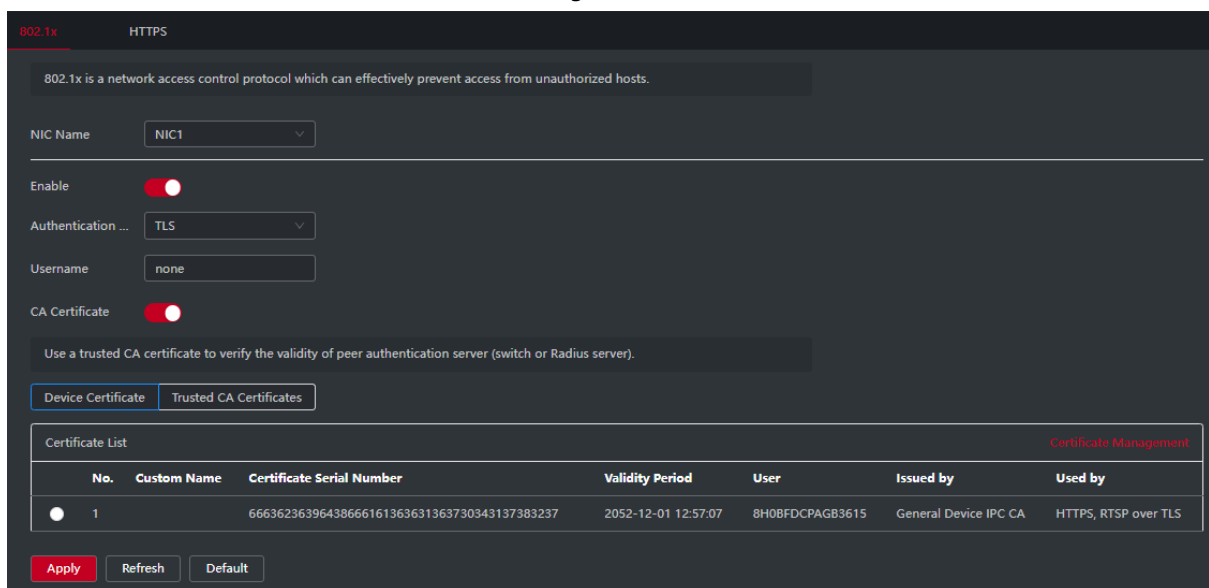 802.1x HTTPS
802.1x is a network access control protocol which can effectively prevent access from unauthorized hosts.
NIC Name NIC1
Enable
Authentication ... TLS
Username none
CA Certificate
Use a trusted CA certificate to verify the validity of peer authentication server (switch or Radius server).
Device Certificate Trusted CA Certificates
Certificate List Certificate Management
No. Custom Name Certificate Serial Number Validity Period User Issued by Used by
1 66636236396438666161363631363730343137383237 2052-12-01 12:57:07 8H0BFDCPAGB3615 General Device IPC CA HTTPS, RTSP over TLS
Apply Refresh Default